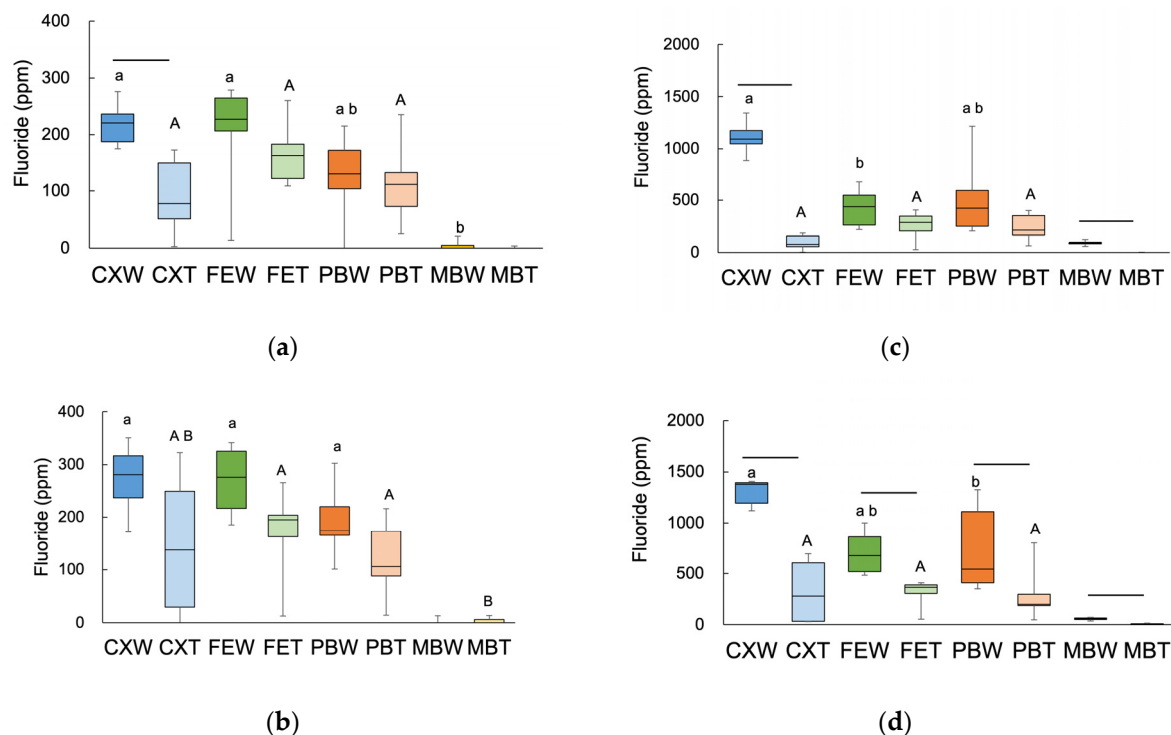 400
300
200
100
0
Fluoride (ppm)
a
A
a
A
a b
A
b
CXW CXT FEW FET PBW PBT MBW MBT
(a)
2000
1500
1000
500
0
Fluoride (ppm)
a
A
b
A
a b
A
CXW CXT FEW FET PBW PBT MBW MBT
(c)
400
300
200
100
0
Fluoride (ppm)
a
A B
a
A
a
A
B
CXW CXT FEW FET PBW PBT MBW MBT
(b)
2000
1500
1000
500
0
Fluoride (ppm)
a
A
a b
A
b
A
CXW CXT FEW FET PBW PBT MBW MBT
(d)